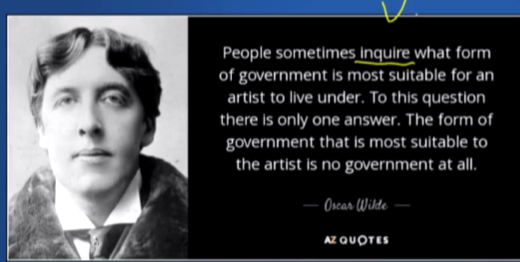 People sometimes inquire what form
of government is most suitable for an
artist to live under. To this question
there is only one answer. The form of
government that is most suitable to
the artist is no government at all.
— Oscar Wilde —
AZ QUOTES